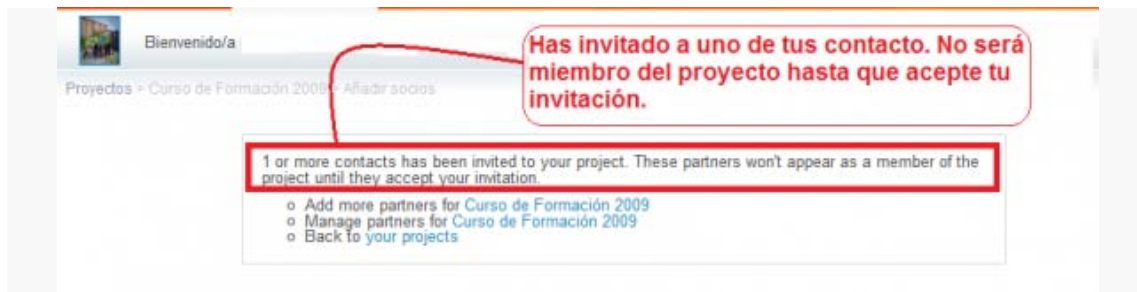 Bienvenido/a
Has invitado a uno de tus contacto. No será
miembro del proyecto hasta que acepte tu
invitación.
Proyectos » Curso de Formación 2009 » Añadir socios
1 or more contacts has been invited to your project. These partners won't appear as a member of the
project until they accept your invitation.
Add more partners for Curso de Formación 2009
Manage partners for Curso de Formación 2009
Back to your projects